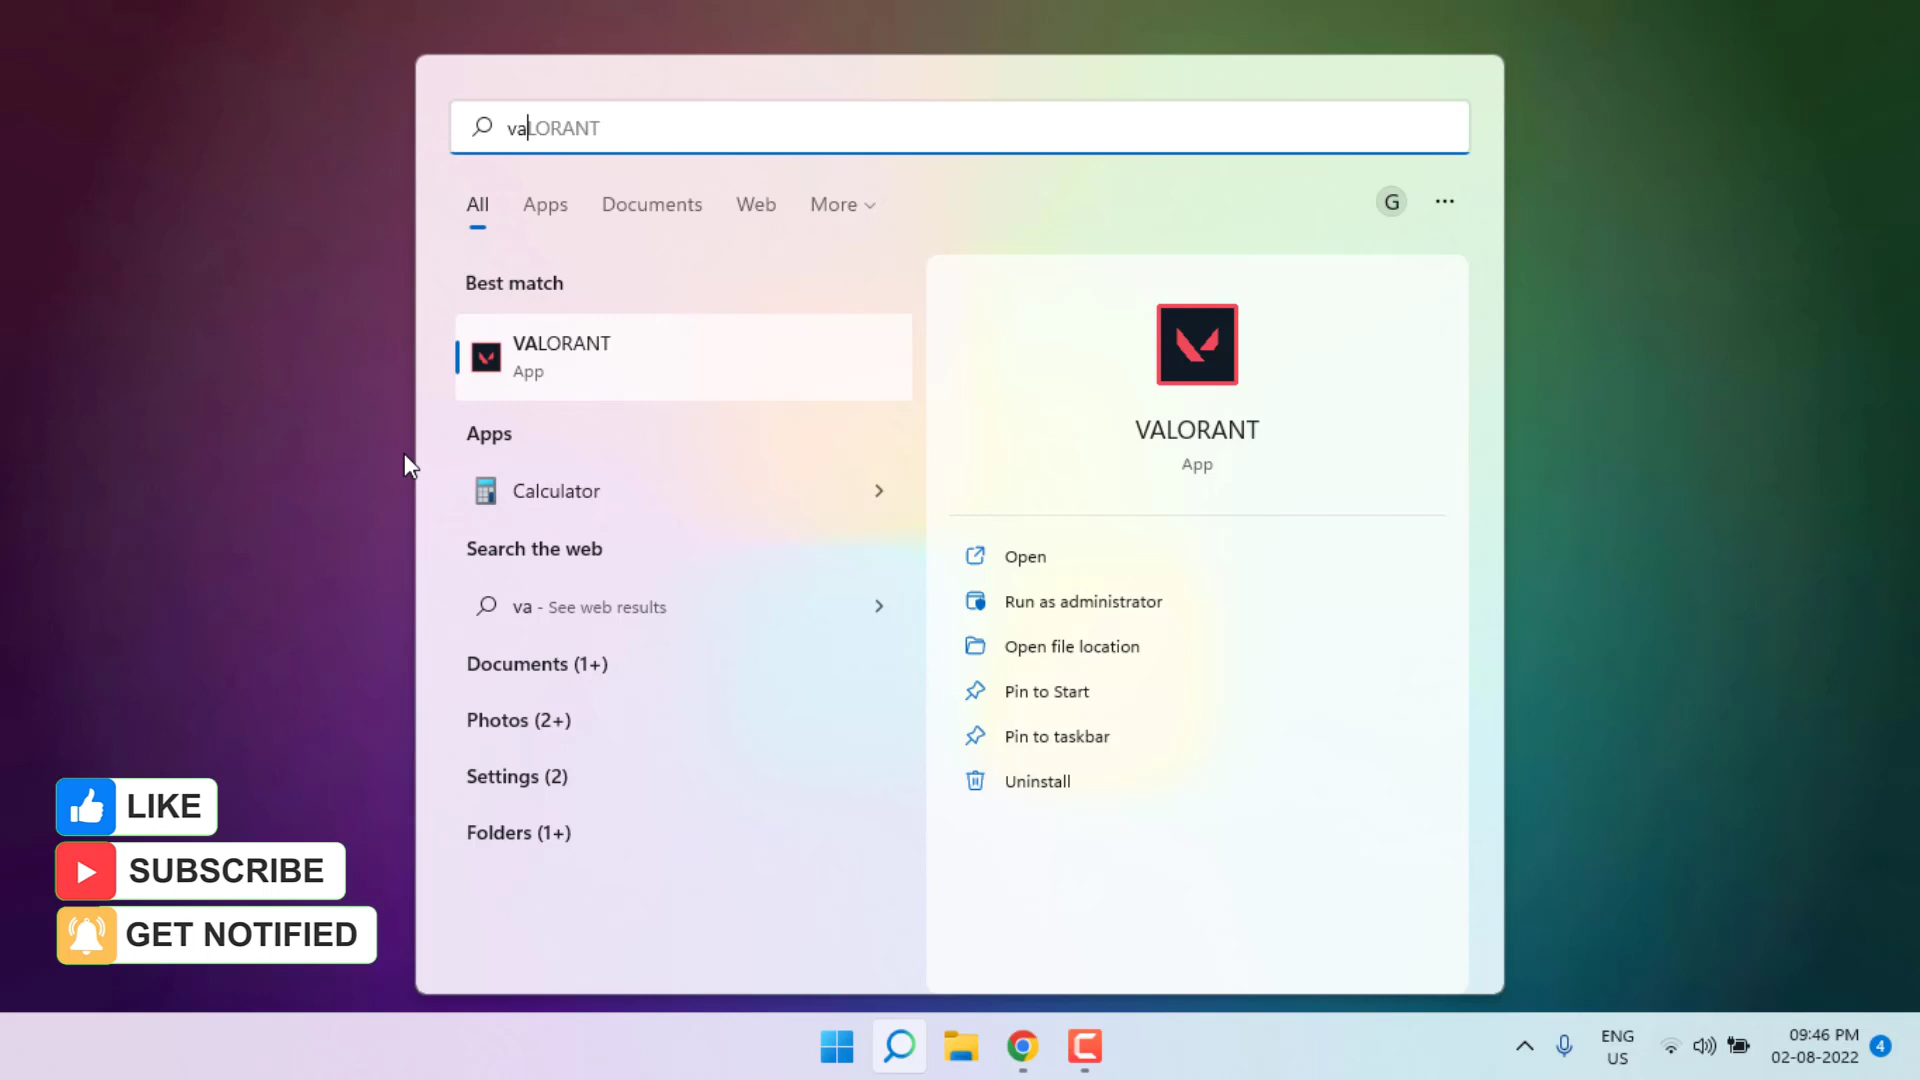 vaLORANT
All Apps Documents Web More
G
Best match
VALORANT
App
Apps
Calculator
Search the web
va - See web results
Documents (1+)
Photos (2+)
Settings (2)
Folders (1+)
VALORANT
App
Open
Run as administrator
Open file location
Pin to Start
Pin to taskbar
Uninstall
LIKE
SUBSCRIBE
GET NOTIFIED
ENG
US
09:46 PM
02-08-2022
4